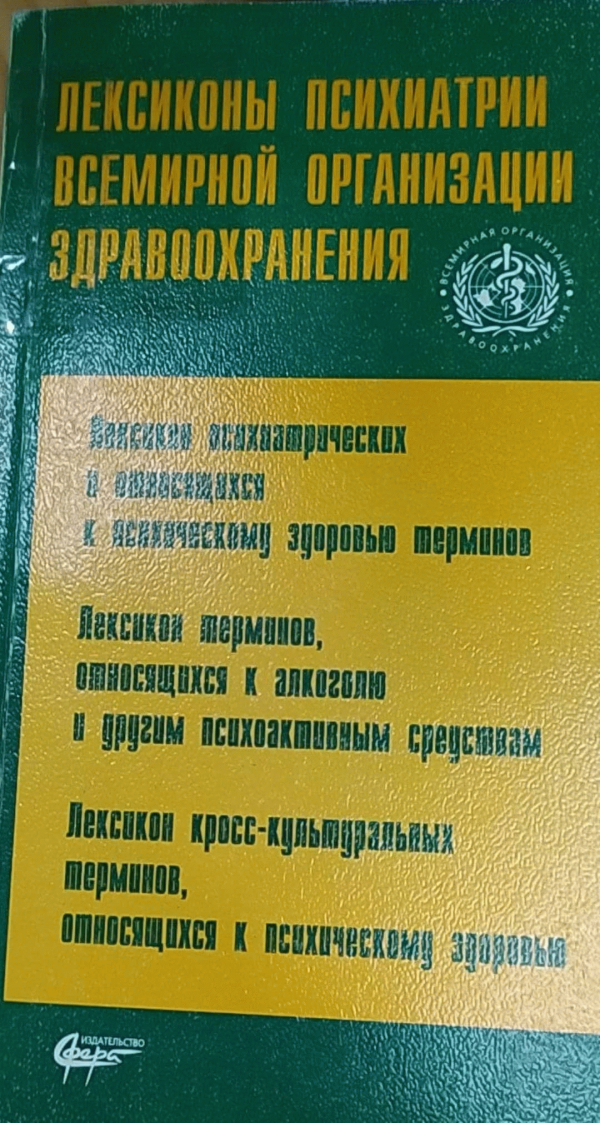 ЛЕКСИКОНЫ ПСИХИАТРИИ
ВСЕМИРНОЙ ОРГАНИЗАЦИИ
ЗДРАВООХРАНЕНИЯ
ВСЕМИРНАЯ ОРГАНИЗАЦИЯ
ЗДРАВООХРАНЕНИЯ
Лексикон психиатрических
и относящихся
к психическому здоровью терминов
Лексикон терминов,
относящихся к алкоголю
и другим психоактивным средствам
Лексикон кросс-культуральных
терминов,
относящихся к психическому здоровью
ИЗДАТЕЛЬСТВО
Сфера